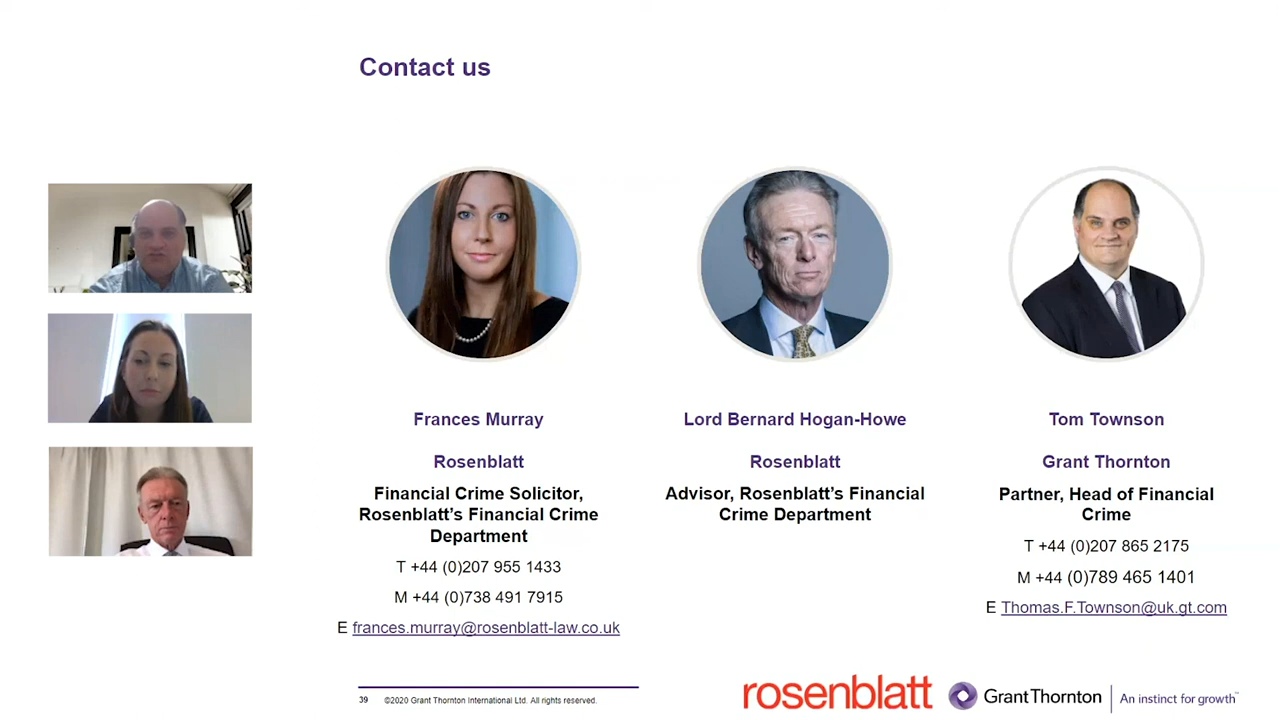 Contact us
Frances Murray
Rosenblatt
Financial Crime Solicitor,
Rosenblatt's Financial Crime
Department
T +44 (0)207 955 1433
M +44 (0)738 491 7915
E frances.murray@rosenblatt-law.co.uk
Lord Bernard Hogan-Howe
Rosenblatt
Advisor, Rosenblatt's Financial
Crime Department
Tom Townson
Grant Thornton
Partner, Head of Financial
Crime
T +44 (0)207 865 2175
M +44 (0)789 465 1401
E Thomas.F.Townson@uk.gt.com
39 ©2020 Grant Thornton International Ltd. All rights reserved.
rosenblatt
GrantThornton
An instinct for growth™